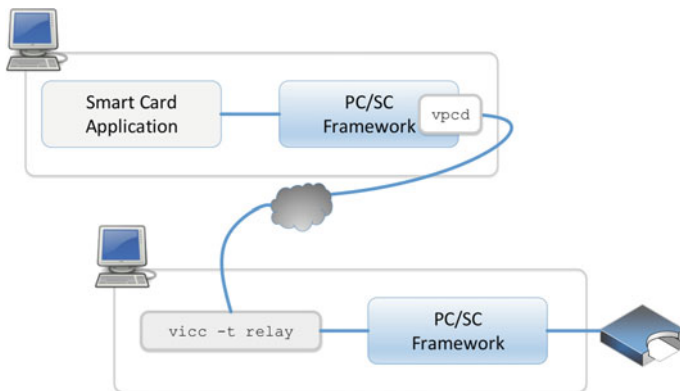 Smart Card
Application
PC/SC
Framework
vpcd
vicc -t relay
PC/SC
Framework